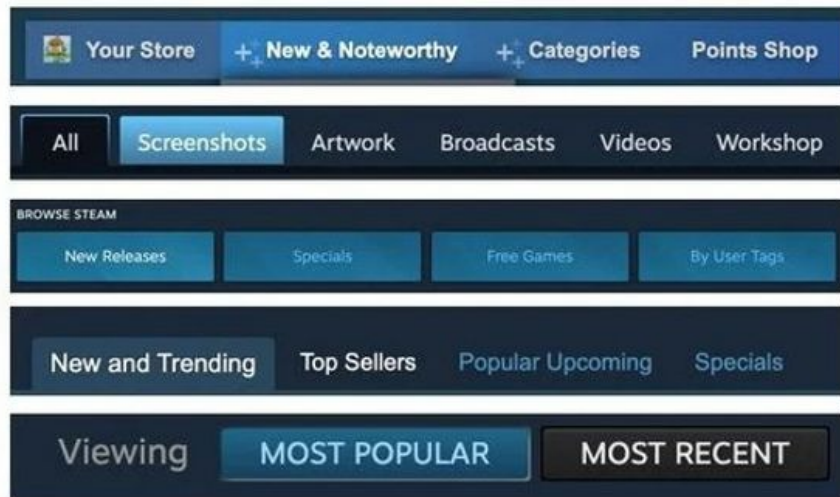 Your Store New & Noteworthy Categories Points Shop
All Screenshots Artwork Broadcasts Videos Workshop
BROWSE STEAM
New Releases Specials Free Games By User Tags
New and Trending Top Sellers Popular Upcoming Specials
Viewing MOST POPULAR MOST RECENT